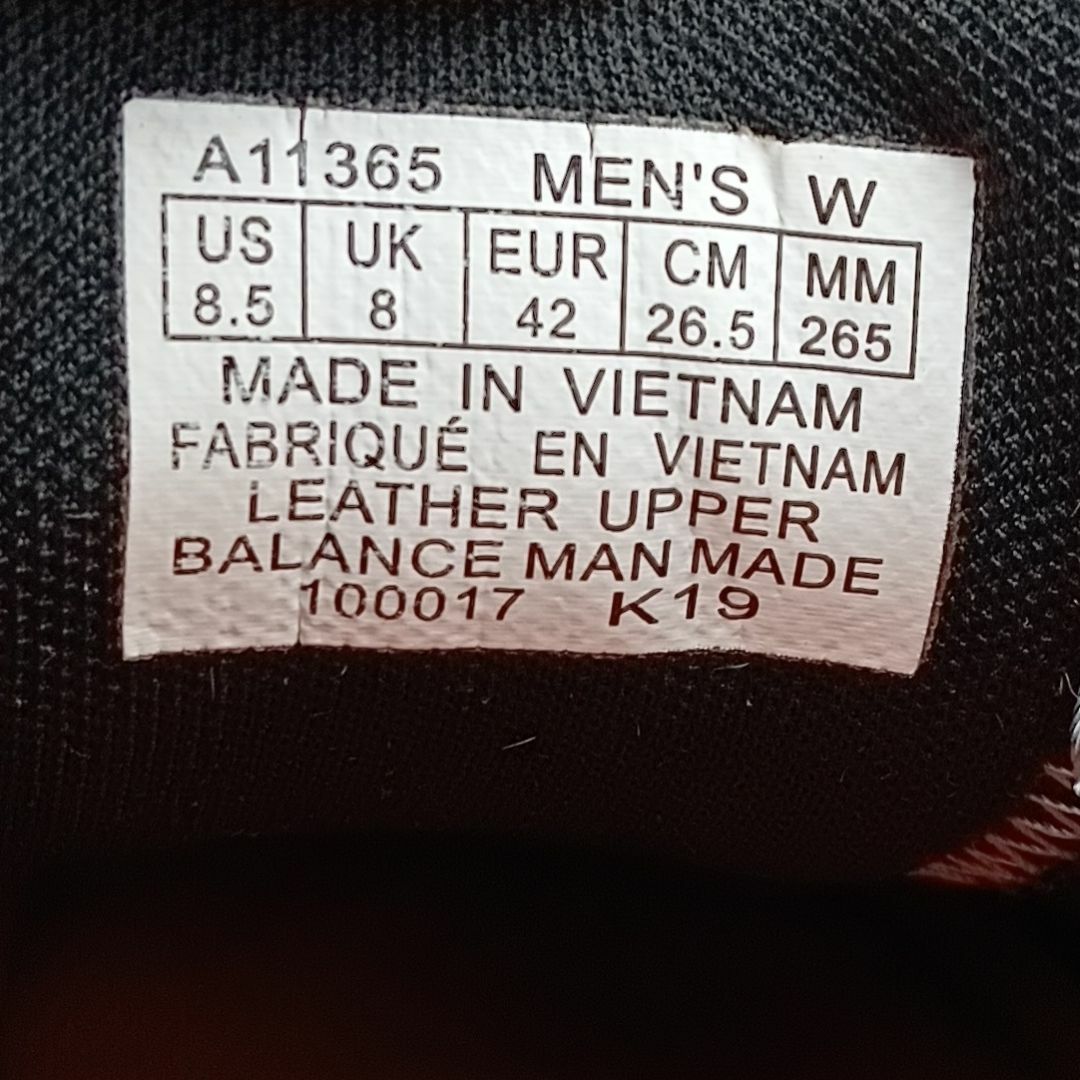 A11365 MEN'S W
US UK EUR CM MM
8.5 8 42 26.5 265
MADE IN VIETNAM
FABRIQUÉ EN VIETNAM
LEATHER UPPER
BALANCE MAN MADE
100017 K19